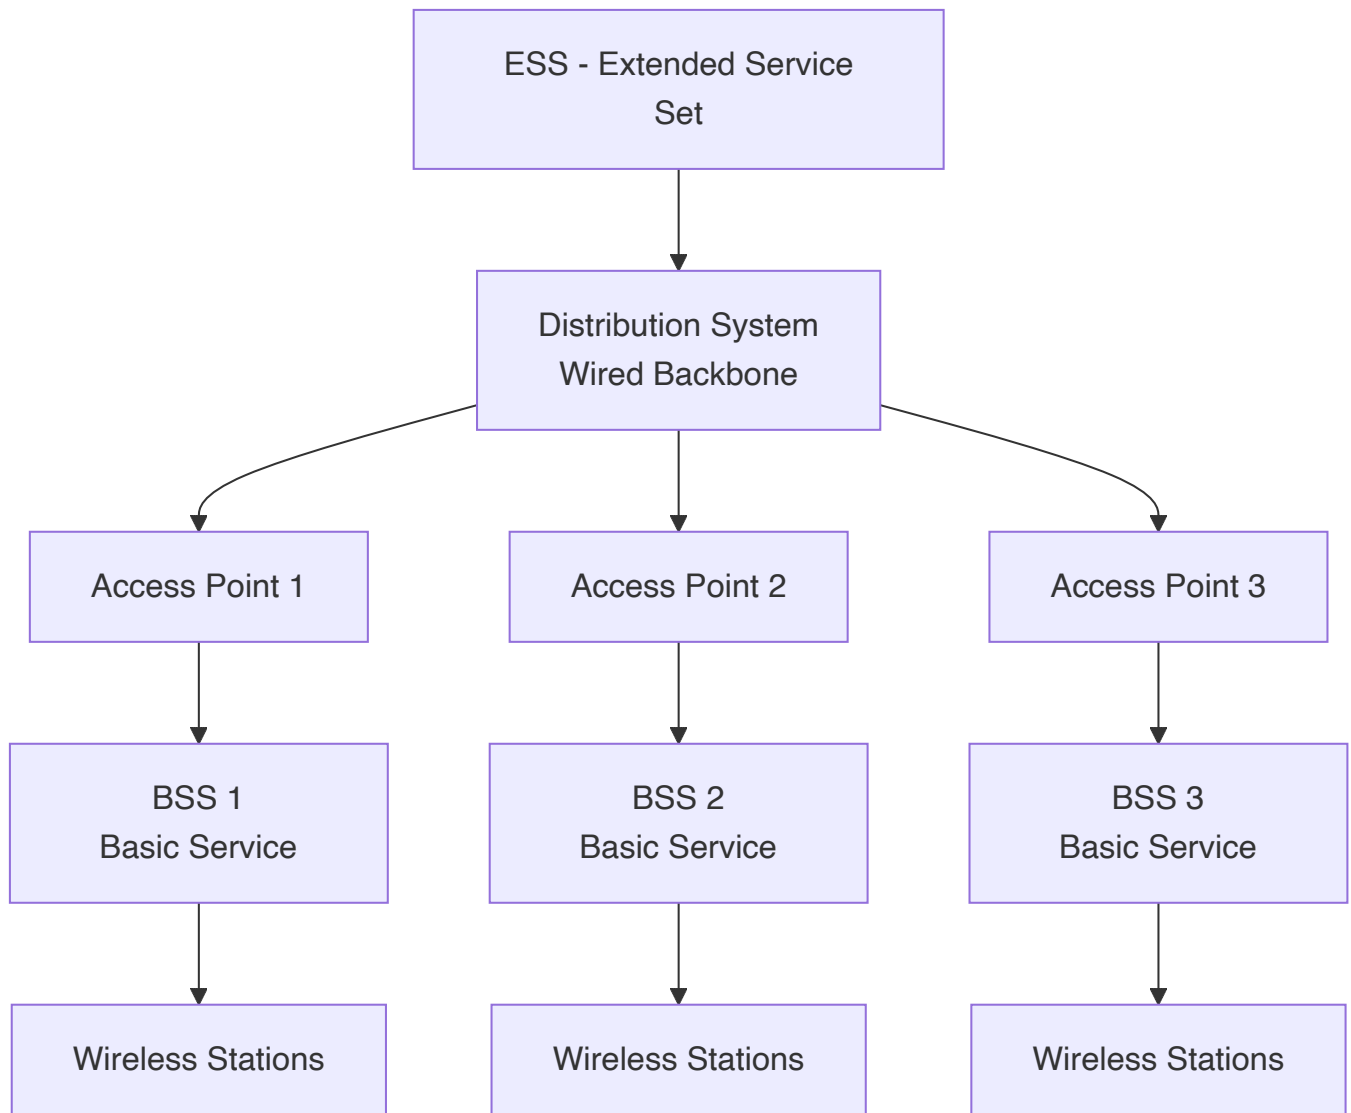 ESS - Extended Service
Set
Distribution System
Wired Backbone
Access Point 1
Access Point 2
Access Point 3
BSS 1
Basic Service
BSS 2
Basic Service
BSS 3
Basic Service
Wireless Stations
Wireless Stations
Wireless Stations